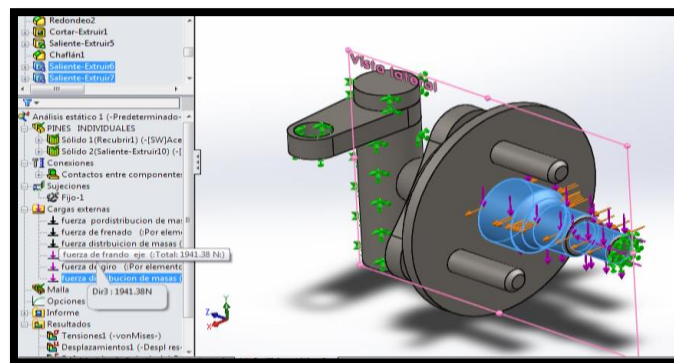 Redondeo2
Cortar-Extruir1
Saliente-Extruir5
Chaflán1
Saliente-Extruir6
Saliente-Extruir7
Análisis estático 1 (-Predeterminado-
PINES INDIVIDUALES
Sólido 1(Recubrir1) (-[SW]Ace
Sólido 2(Saliente-Extruir10) (-[
Conexiones
Contactos entre componente
Sujeciones
Fijo-1
Cargas externas
fuerza pordistribucion de mas
fuerza de frenado (:Por elem
fuerza distrbuicion de masas (
fuerza de frando eje (:Total: 1941.38 N:)
fuerza de giro (:Por elemento
fuerza di bucion de masas (
Dir3 : 1941.38N
Malla
Opciones
Informe
Resultados
Tensiones1 (-vonMises-)
Desplazamientos1 (-Despl res-
Vista lateral
Y
Z
X